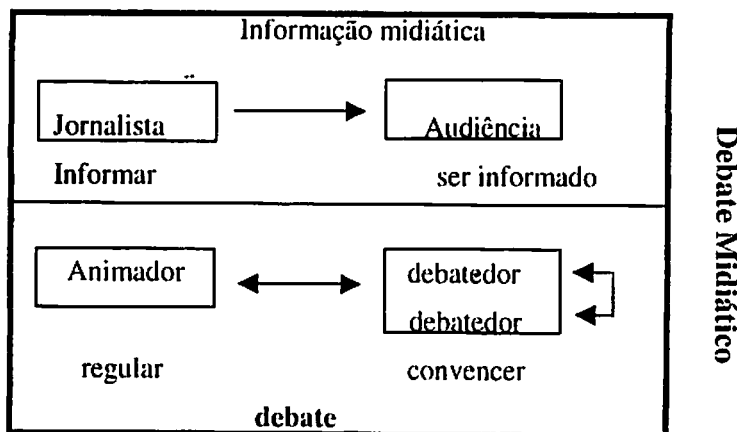 Informação midiática
Jornalista
Audiência
Informar
ser informado
Animador
debatedor
debatedor
regular
convencer
debate
Debate Midiático